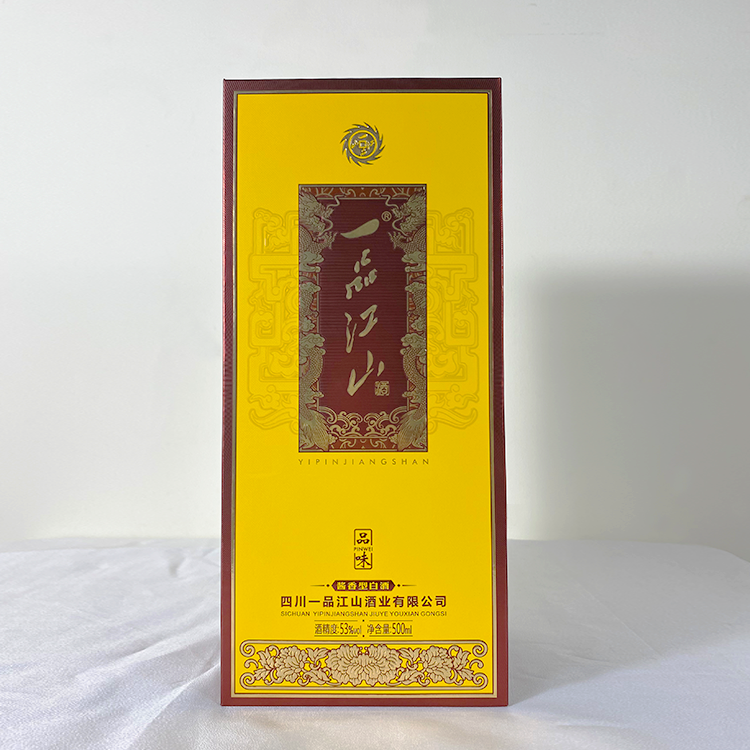 一品江山
®
酒
YIPINJIANGSHAN
品
PINWEI
味
酱香型白酒
四川一品江山酒业有限公司
SICHUAN YIPINJIANGSHAN JIUYE YOUXIAN GONGSI
酒精度:53%vol 净含量:500ml